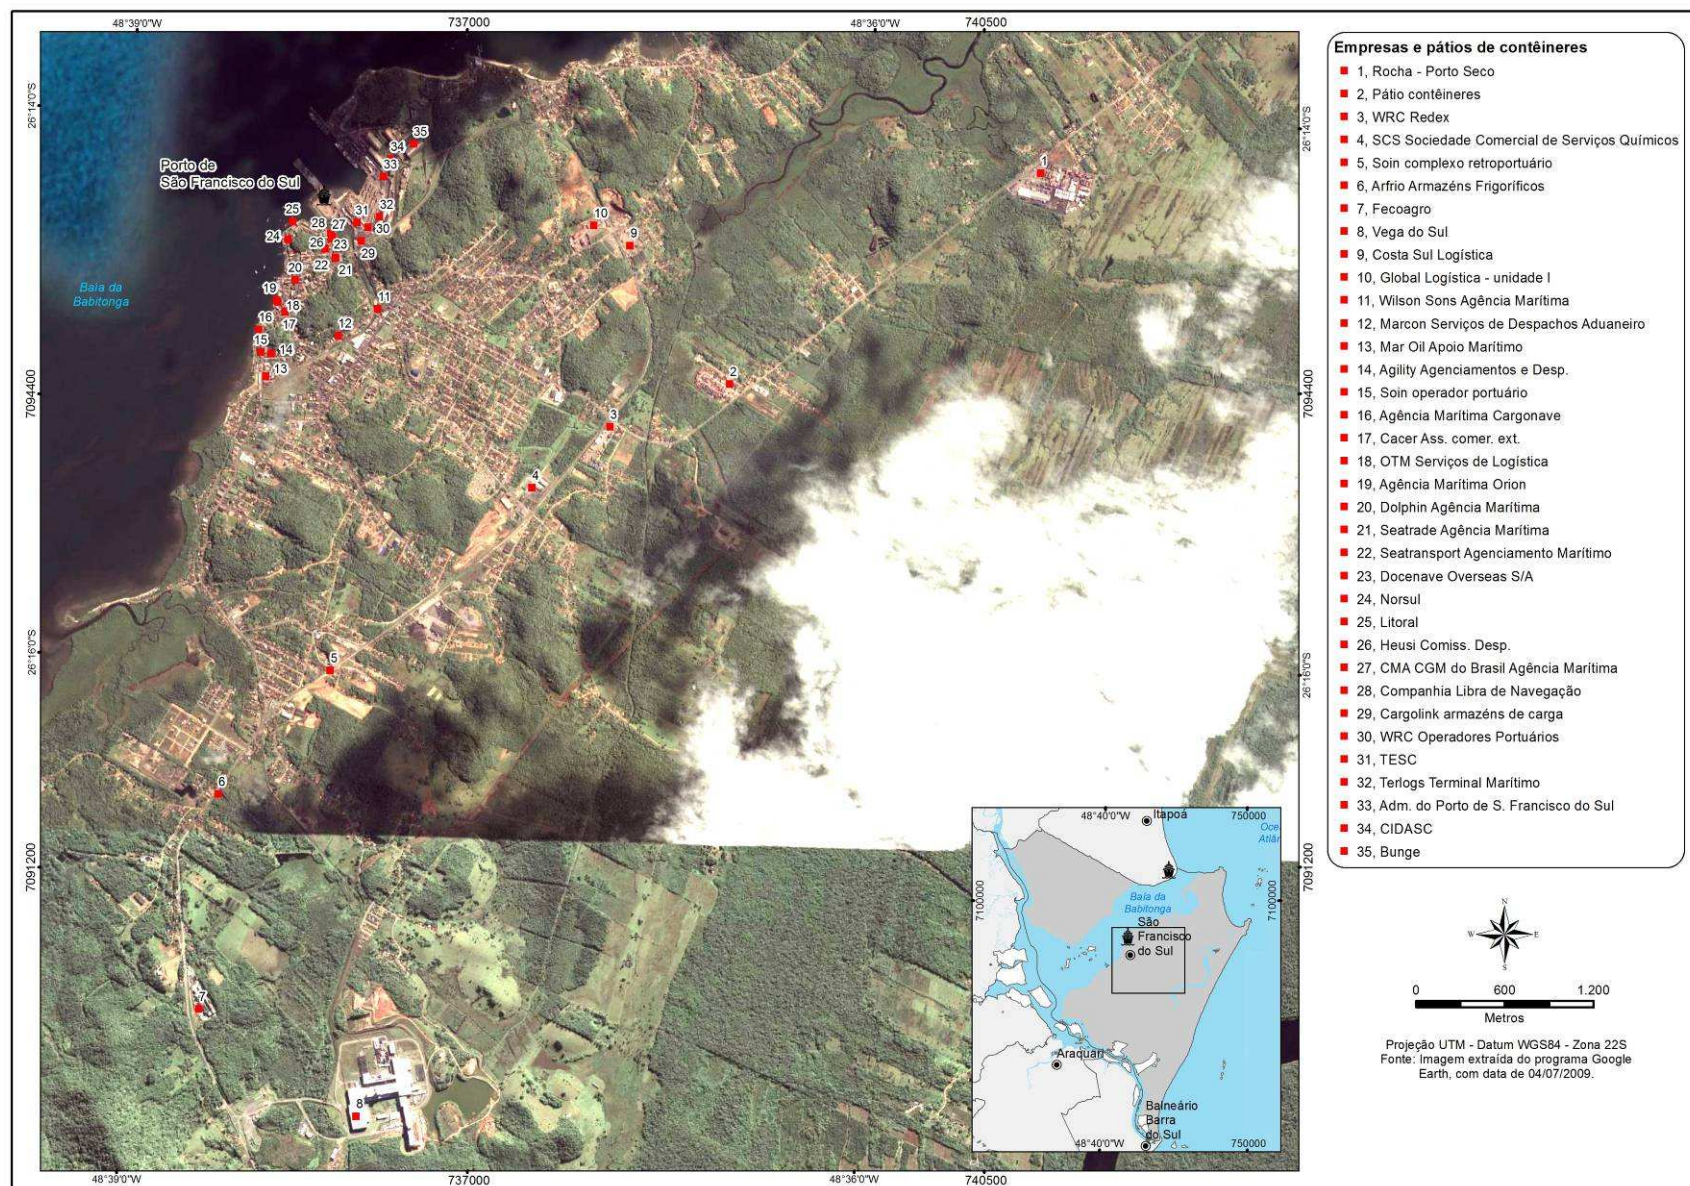 48°39'0"W
737000
48°36'0"W
740500
26°14'0"S
7094400
26°16'0"S
7091200
26°14'0"S
7094400
26°16'0"S
7091200
48°39'0"W
737000
48°36'0"W
740500
Porto de
São Francisco do Sul
Baía da
Babitonga
35
34
33
1
25
31
32
10
28
27
30
9
24
26
23
29
22
21
20
19
11
18
16
17
12
15
14
13
2
3
4
5
6
7
8
Empresas e pátios de contêineres
1, Rocha - Porto Seco
2, Pátio contêineres
3, WRC Redex
4, SCS Sociedade Comercial de Serviços Químicos
5, Soin complexo retroportuário
6, Arfrio Armazéns Frigoríficos
7, Fecoagro
8, Vega do Sul
9, Costa Sul Logística
10, Global Logística - unidade I
11, Wilson Sons Agência Marítima
12, Marcon Serviços de Despachos Aduaneiro
13, Mar Oil Apoio Marítimo
14, Agility Agenciamentos e Desp.
15, Soin operador portuário
16, Agência Marítima Cargonave
17, Cacer Ass. comer. ext.
18, OTM Serviços de Logística
19, Agência Marítima Orion
20, Dolphin Agência Marítima
21, Seatrade Agência Marítima
22, Seatransport Agenciamento Marítimo
23, Docenave Overseas S/A
24, Norsul
25, Litoral
26, Heusi Comiss. Desp.
27, CMA CGM do Brasil Agência Marítima
28, Companhia Libra de Navegação
29, Cargolink armazéns de carga
30, WRC Operadores Portuários
31, TESC
32, Terlogs Terminal Marítimo
33, Adm. do Porto de S. Francisco do Sul
34, CIDASC
35, Bunge
48°40'0"W
Itapoá
750000
Oce
Atlân
7100000
7100000
Baía da
Babitonga
São
Francisco
do Sul
Araquari
Balneário
Barra
do Sul
48°40'0"W
750000
N
W
E
S
0 600 1.200
Metros
Projeção UTM - Datum WGS84 - Zona 22S
Fonte: Imagem extraída do programa Google
Earth, com data de 04/07/2009.